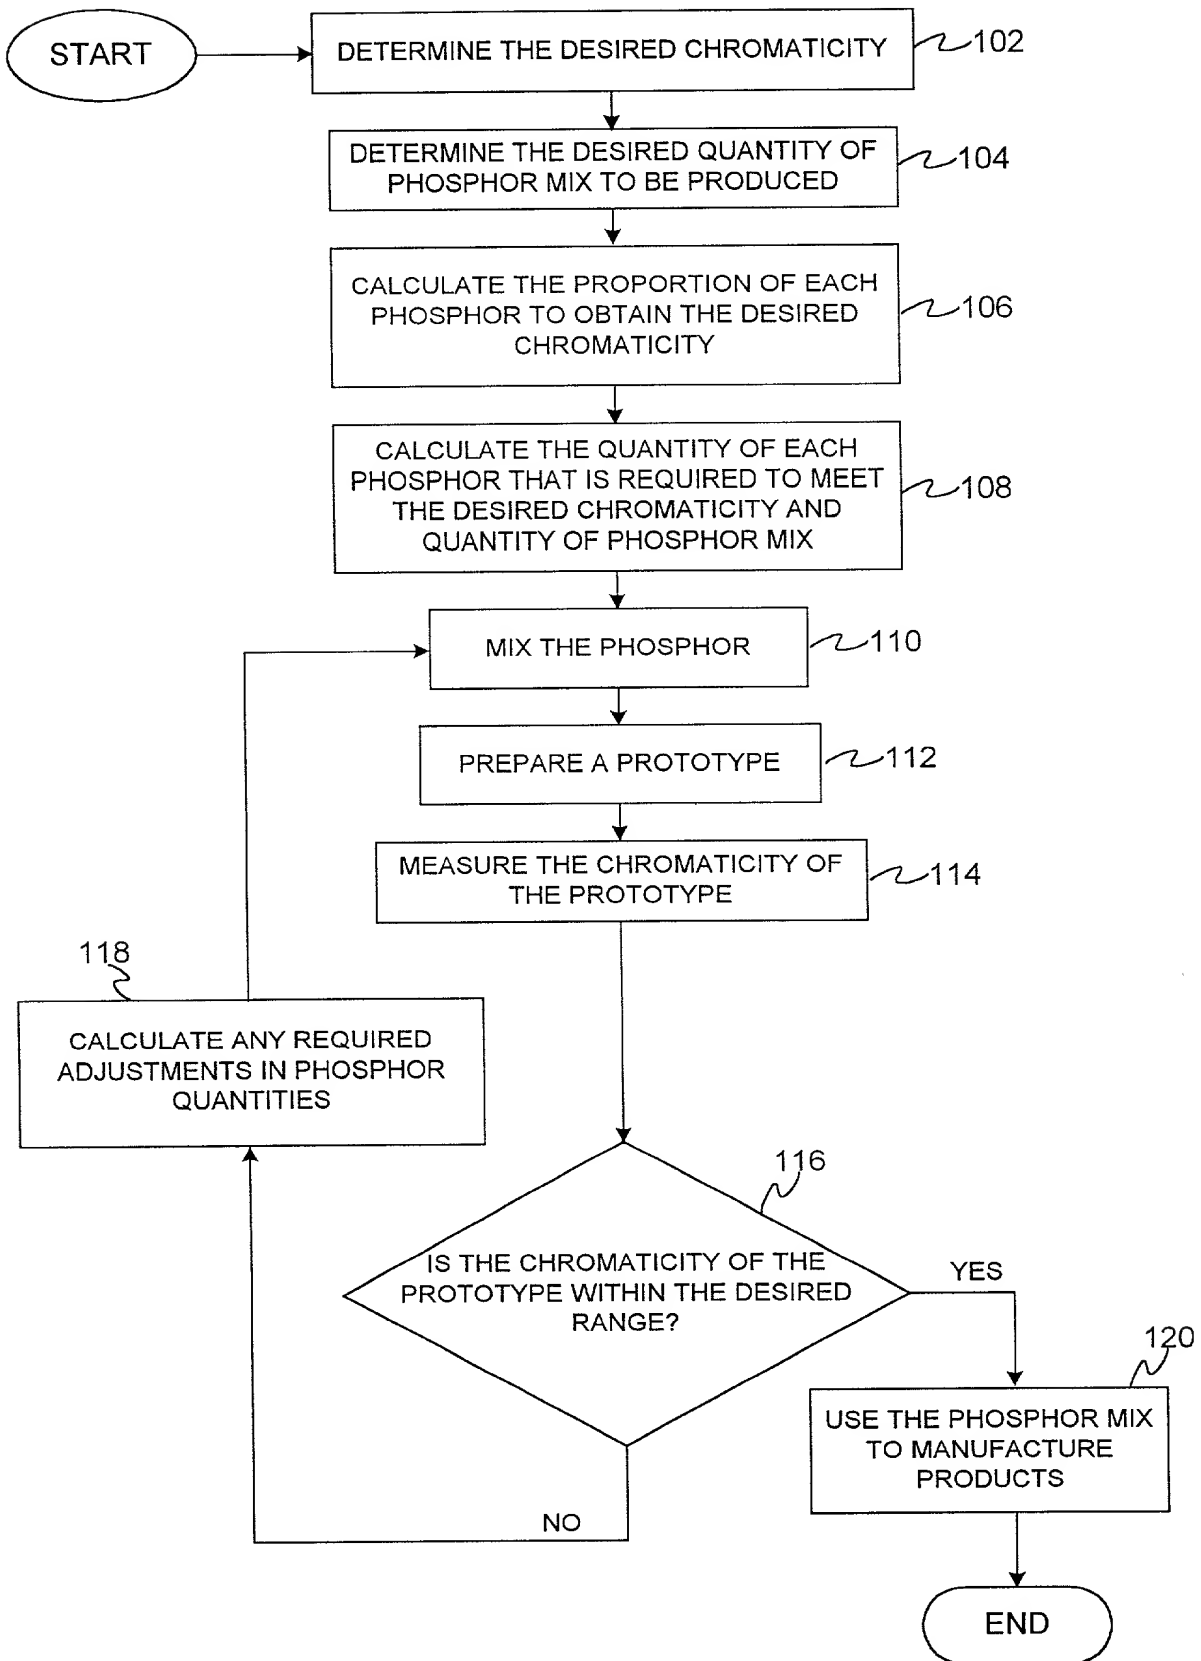 START
DETERMINE THE DESIRED CHROMATICITY
102
DETERMINE THE DESIRED QUANTITY OF
PHOSPHOR MIX TO BE PRODUCED
104
CALCULATE THE PROPORTION OF EACH
PHOSPHOR TO OBTAIN THE DESIRED
CHROMATICITY
106
CALCULATE THE QUANTITY OF EACH
PHOSPHOR THAT IS REQUIRED TO MEET
THE DESIRED CHROMATICITY AND
QUANTITY OF PHOSPHOR MIX
108
MIX THE PHOSPHOR
110
PREPARE A PROTOTYPE
112
MEASURE THE CHROMATICITY OF
THE PROTOTYPE
114
118
CALCULATE ANY REQUIRED
ADJUSTMENTS IN PHOSPHOR
QUANTITIES
116
IS THE CHROMATICITY OF THE
PROTOTYPE WITHIN THE DESIRED
RANGE?
YES
NO
120
USE THE PHOSPHOR MIX
TO MANUFACTURE
PRODUCTS
END